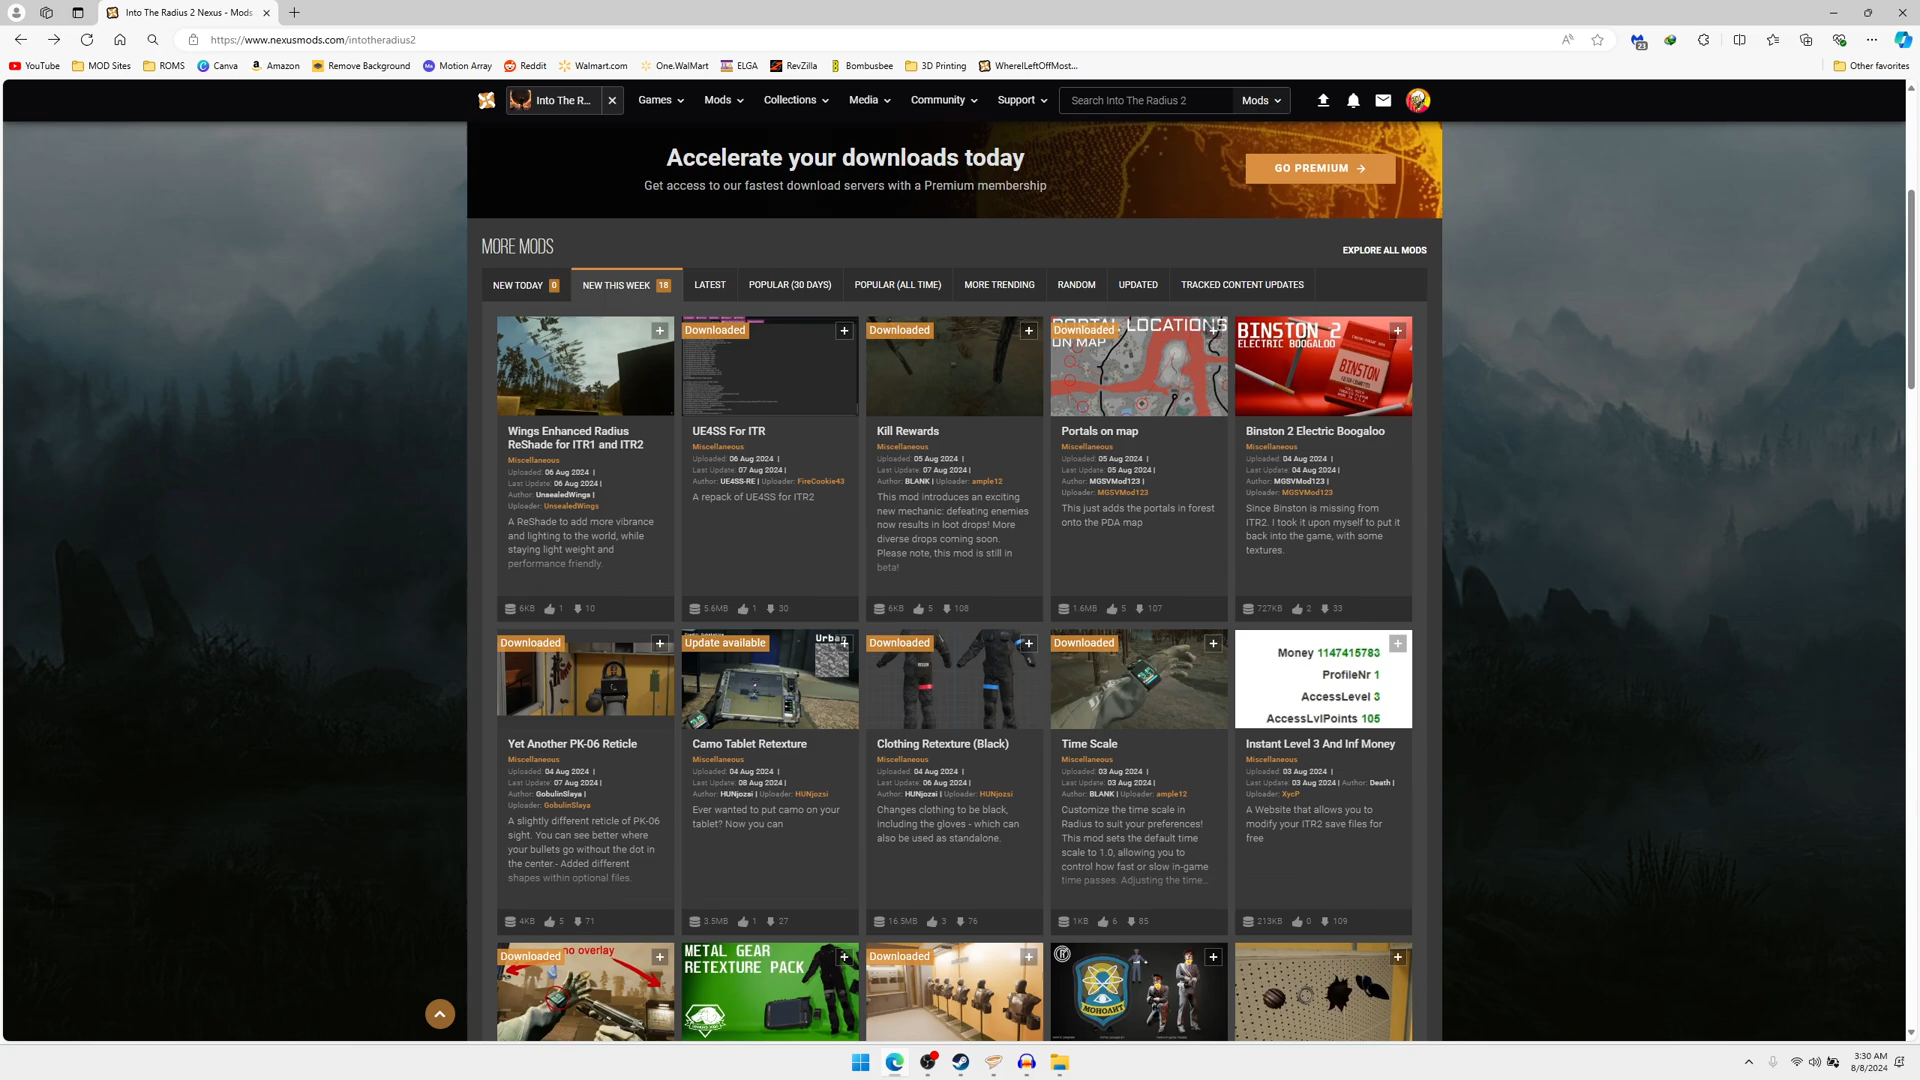 Into The Radius 2 Nexus - Mods
https://www.nexusmods.com/intotheradius2
23
YouTube MOD Sites ROMS Canva Amazon Remove Background Motion Array Reddit Walmart.com One.WalMart ELGA RevZilla Bombusbee 3D Printing WhereILeftOffMost... Other favorites
Into The R... Games Mods Collections Media Community Support Search Into The Radius 2 Mods
Accelerate your downloads today
Get access to our fastest download servers with a Premium membership
GO PREMIUM
MORE MODS
EXPLORE ALL MODS
NEW TODAY 0 NEW THIS WEEK 18 LATEST POPULAR (30 DAYS) POPULAR (ALL TIME) MORE TRENDING RANDOM UPDATED TRACKED CONTENT UPDATES
Wings Enhanced Radius
ReShade for ITR1 and ITR2
Miscellaneous
Uploaded: 06 Aug 2024 |
Last Update: 06 Aug 2024 |
Author: UnsealedWings |
Uploader: UnsealedWings
A ReShade to add more vibrance
and lighting to the world, while
staying light weight and
performance friendly.
6KB 1 10
Downloaded
UE4SS For ITR
Miscellaneous
Uploaded: 06 Aug 2024 |
Last Update: 07 Aug 2024 |
Author: UE4SS-RE | Uploader: FireCookie43
A repack of UE4SS for ITR2
5.6MB 1 30
Downloaded
Kill Rewards
Miscellaneous
Uploaded: 05 Aug 2024 |
Last Update: 07 Aug 2024 |
Author: BLANK | Uploader: ample12
This mod introduces an exciting
new mechanic: defeating enemies
now results in loot drops! More
diverse drops coming soon.
Please note, this mod is still in
beta!
6KB 5 108
Downloaded
PORTAL LOCATIONS
ON MAP
Portals on map
Miscellaneous
Uploaded: 05 Aug 2024 |
Last Update: 05 Aug 2024 |
Author: MGSVMod123 |
Uploader: MGSVMod123
This just adds the portals in forest
onto the PDA map
1.6MB 5 107
BINSTON 2
ELECTRIC BOOGALOO
BINSTON
Binston 2 Electric Boogaloo
Miscellaneous
Uploaded: 04 Aug 2024 |
Last Update: 04 Aug 2024 |
Author: MGSVMod123 |
Uploader: MGSVMod123
Since Binston is missing from
ITR2. I took it upon myself to put it
back into the game, with some
textures.
727KB 2 33
Downloaded
Yet Another PK-06 Reticle
Miscellaneous
Uploaded: 04 Aug 2024 |
Last Update: 07 Aug 2024 |
Author: GobulinSlaya |
Uploader: GobulinSlaya
A slightly different reticle of PK-06
sight. You can see better where
your bullets go without the dot in
the center.- Added different
shapes within optional files.
4KB 5 71
Update available
Urban
Camo Tablet Retexture
Miscellaneous
Uploaded: 04 Aug 2024 |
Last Update: 08 Aug 2024 |
Author: HUNjozsi | Uploader: HUNjozsi
Ever wanted to put camo on your
tablet? Now you can
3.5MB 1 27
Downloaded
Clothing Retexture (Black)
Miscellaneous
Uploaded: 04 Aug 2024 |
Last Update: 06 Aug 2024 |
Author: HUNjozsi | Uploader: HUNjozsi
Changes clothing to be black,
including the gloves - which can
also be used as standalone.
16.5MB 3 76
Downloaded
Time Scale
Miscellaneous
Uploaded: 03 Aug 2024 |
Last Update: 03 Aug 2024 |
Author: BLANK | Uploader: ample12
Customize the time scale in
Radius to suit your preferences!
This mod sets the default time
scale to 1.0, allowing you to
control how fast or slow in-game
time passes. Adjusting the time...
1KB 6 85
Money 1147415783
ProfileNr 1
AccessLevel 3
AccessLvlPoints 105
Instant Level 3 And Inf Money
Miscellaneous
Uploaded: 03 Aug 2024 |
Last Update: 03 Aug 2024 | Author: Death |
Uploader: XycP
A Website that allows you to
modify your ITR2 save files for
free
213KB 0 109
Downloaded
no overlay
METAL GEAR
RETEXTURE PACK
Downloaded
МОНОЛИТ
3:30 AM
8/8/2024